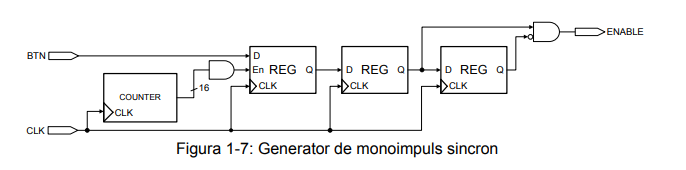 BTN
D
En REG Q
CLK
D REG Q
CLK
D REG Q
CLK
ENABLE
COUNTER
CLK
16
CLK
Figura 1-7: Generator de monoimpuls sincron